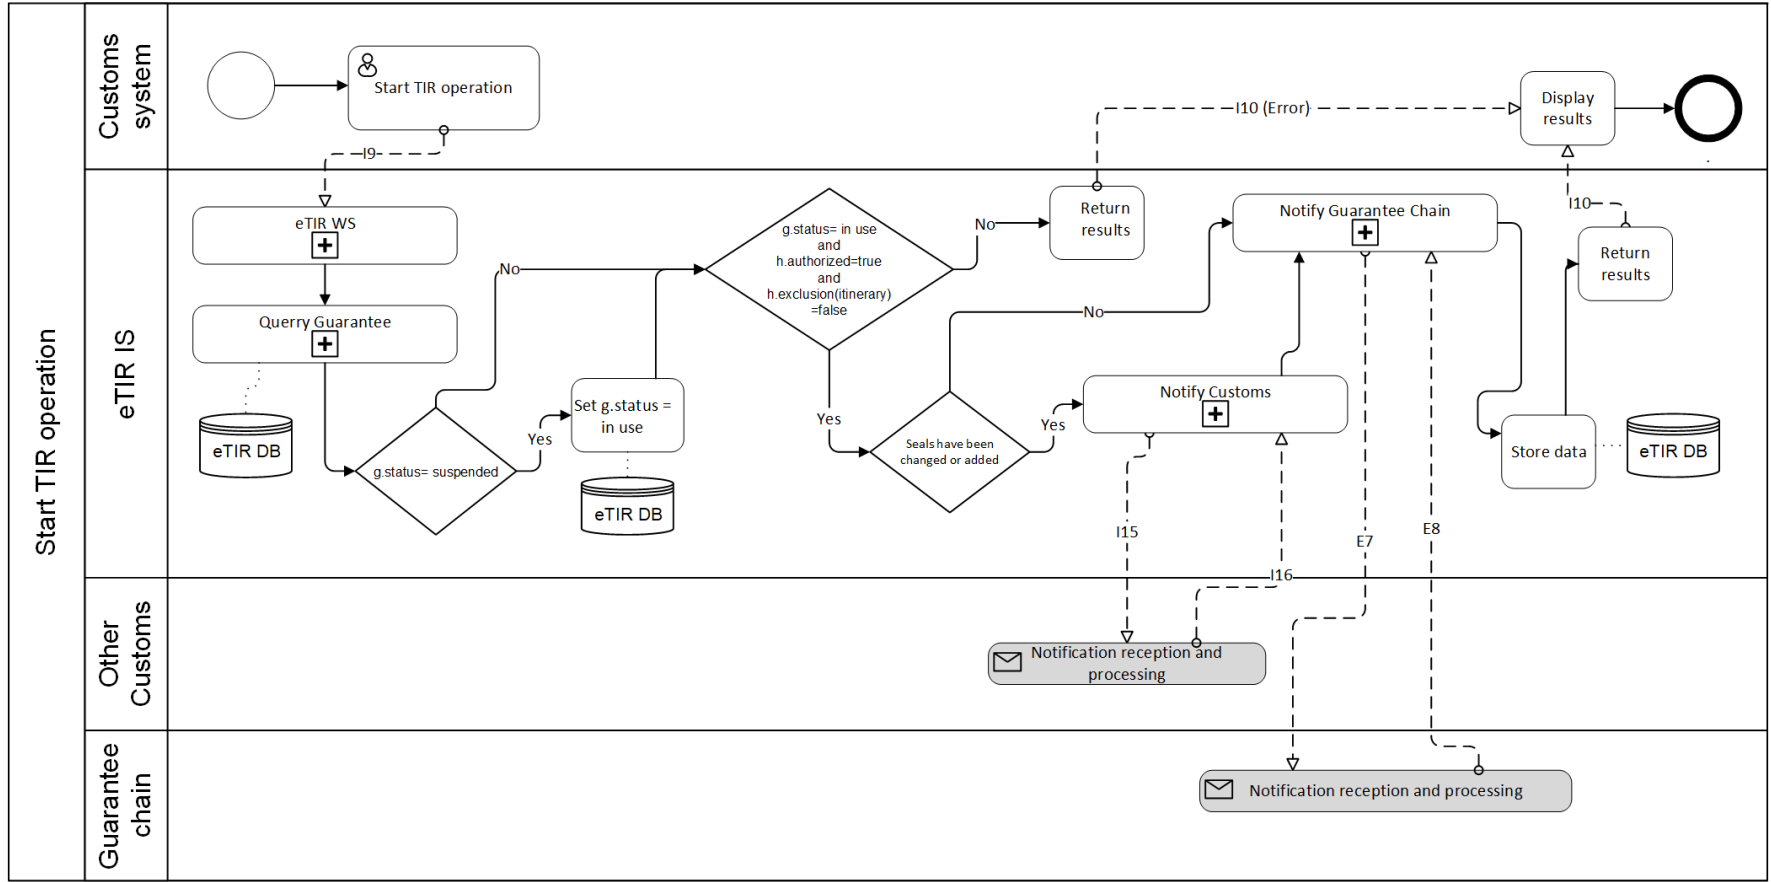 Start TIR operation
Customs
system
Start TIR operation
I9
I10 (Error)
Display
results
eTIR IS
eTIR WS
Querry Guarantee
eTIR DB
g.status= suspended
No
Yes
Set g.status =
in use
eTIR DB
g.status= in use
and
h.authorized=true
and
h.exclusion(itinerary)
=false
No
Return
results
Yes
Seals have been
changed or added
No
Yes
Notify Customs
Notify Guarantee Chain
I15
I16
E7
E8
Store data
eTIR DB
Return
results
I10
Other
Customs
Notification reception and
processing
Guarantee
chain
Notification reception and processing